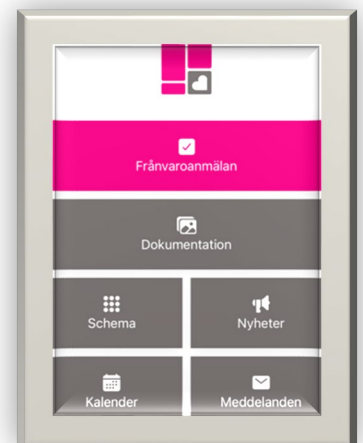 Frånvaroanmälan
Dokumentation
Schema
Nyheter
Kalender
Meddelanden